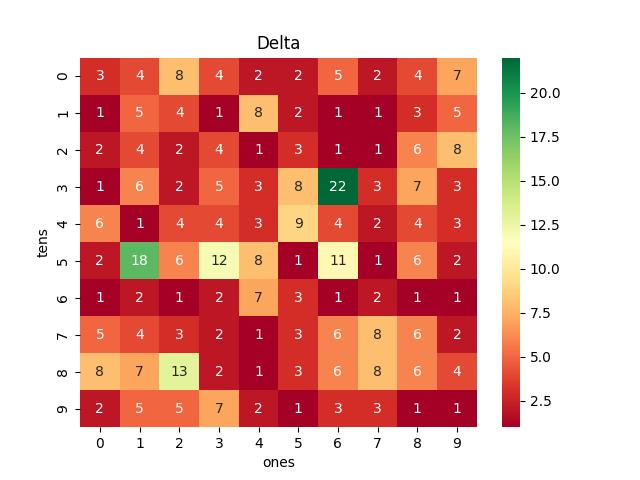 Delta
tens
0 3 4 8 4 2 2 5 2 4 7
1 1 5 4 1 8 2 1 1 3 5
2 2 4 2 4 1 3 1 1 6 8
3 1 6 2 5 3 8 22 3 7 3
4 6 1 4 4 3 9 4 2 4 3
5 2 18 6 12 8 1 11 1 6 2
6 1 2 1 2 7 3 1 2 1 1
7 5 4 3 2 1 3 6 8 6 2
8 8 7 13 2 1 3 6 8 6 4
9 2 5 5 7 2 1 3 3 1 1
0 1 2 3 4 5 6 7 8 9
ones
20.0
17.5
15.0
12.5
10.0
7.5
5.0
2.5